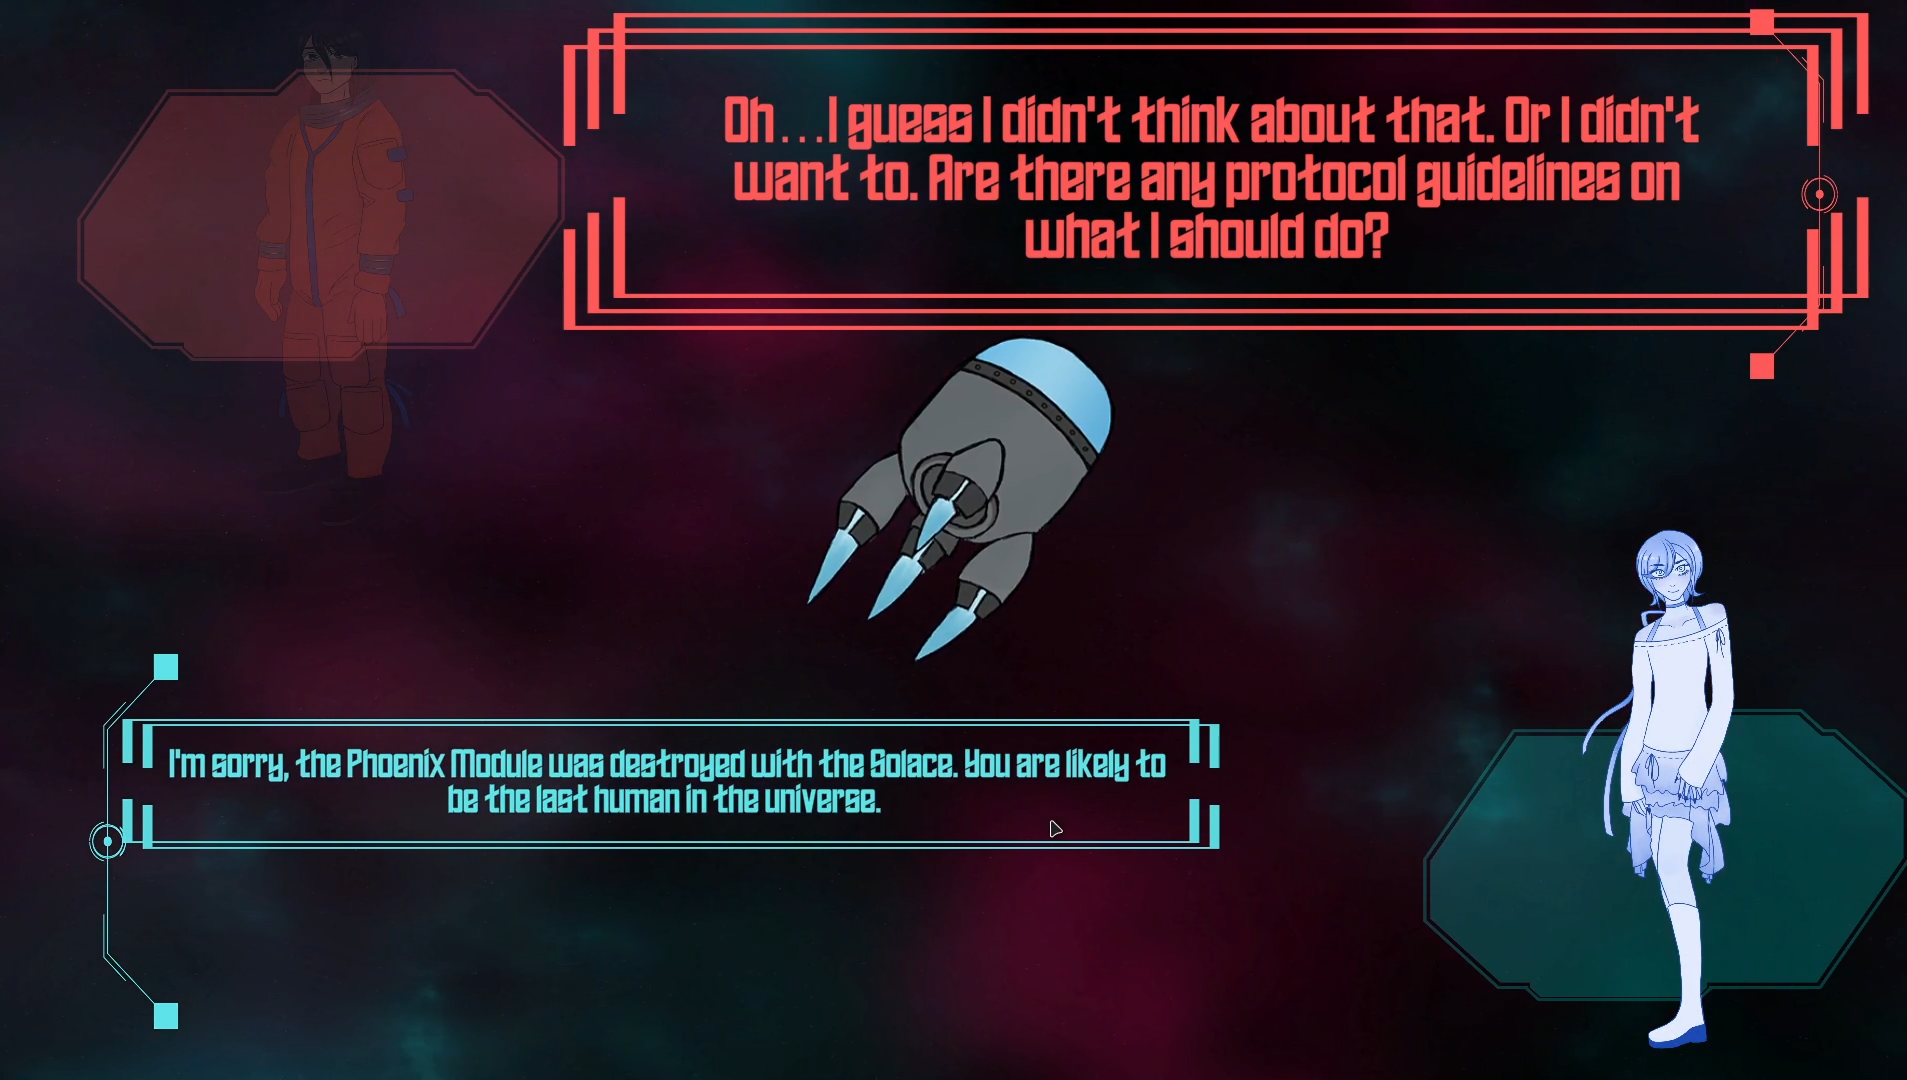 Oh...I guess I didn't think about that. Or I didn't
want to. Are there any protocol guidelines on
what I should do?
I'm sorry, the Phoenix Module was destroyed with the Solace. You are likely to
be the last human in the universe.